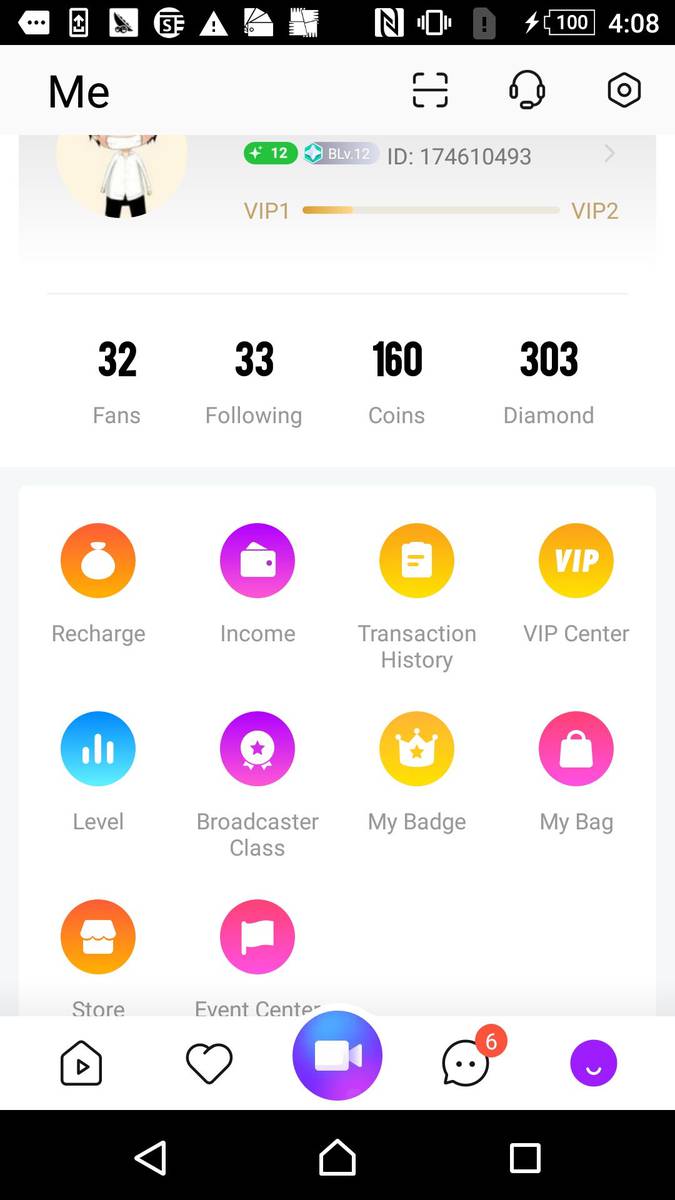 100 4:08
Me
12 BLv.12 ID: 174610493
VIP1 VIP2
32 33 160 303
Fans Following Coins Diamond
VIP
Recharge Income Transaction History VIP Center
Level Broadcaster Class My Badge My Bag
Store Event Center
6